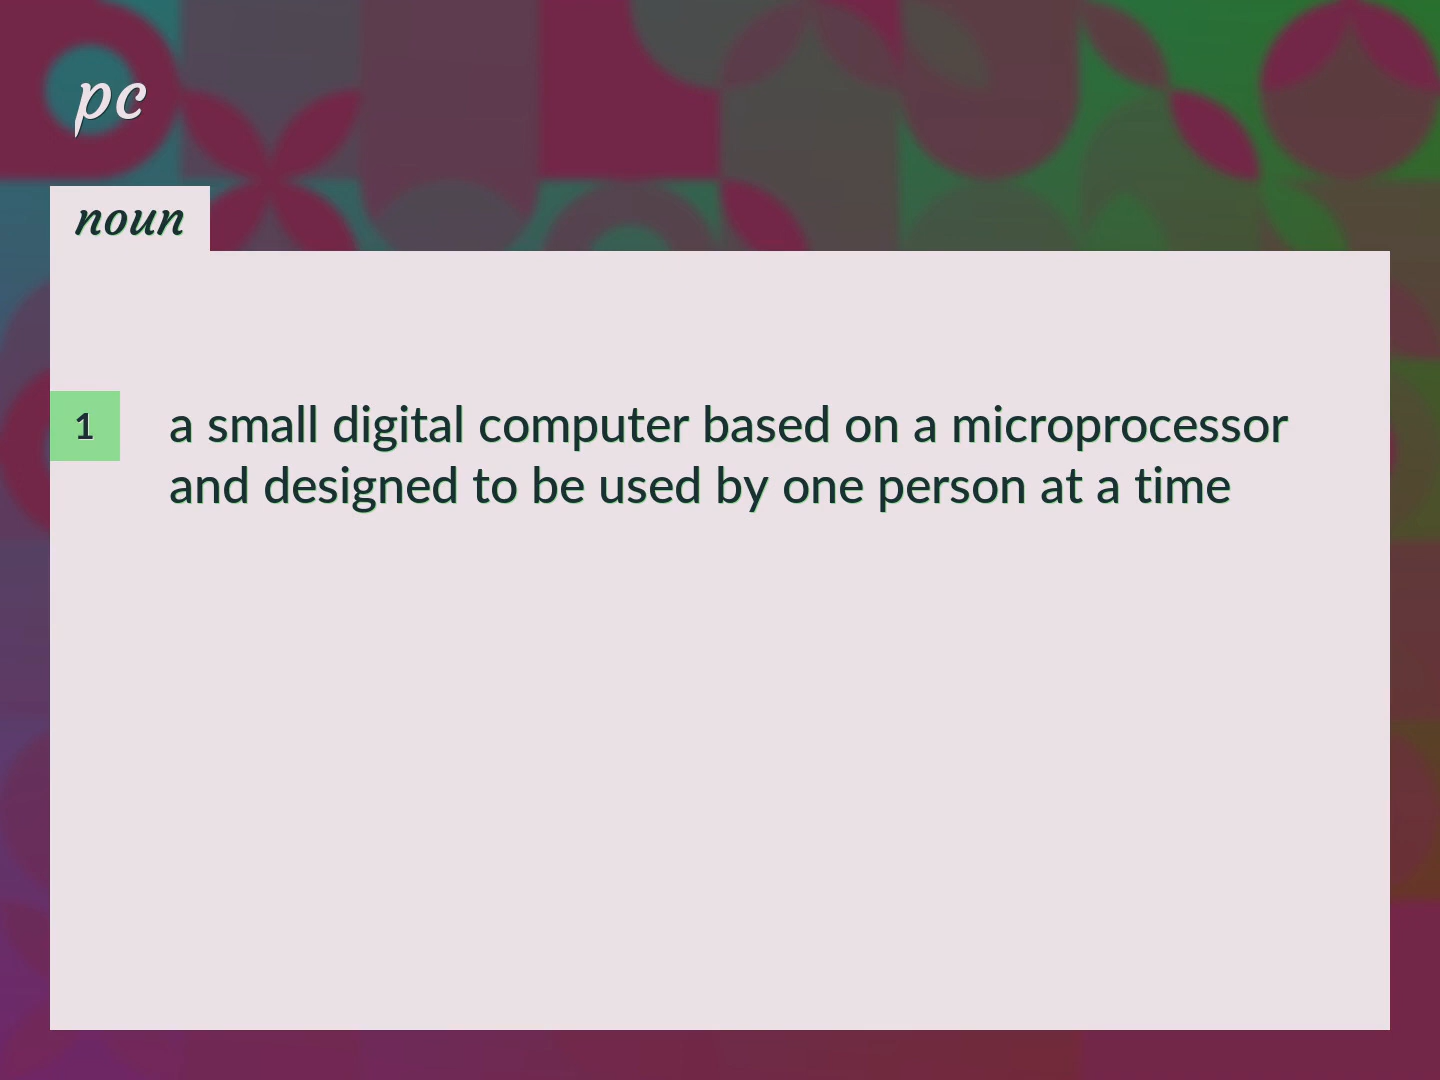 pc
noun
1
a small digital computer based on a microprocessor
and designed to be used by one person at a time